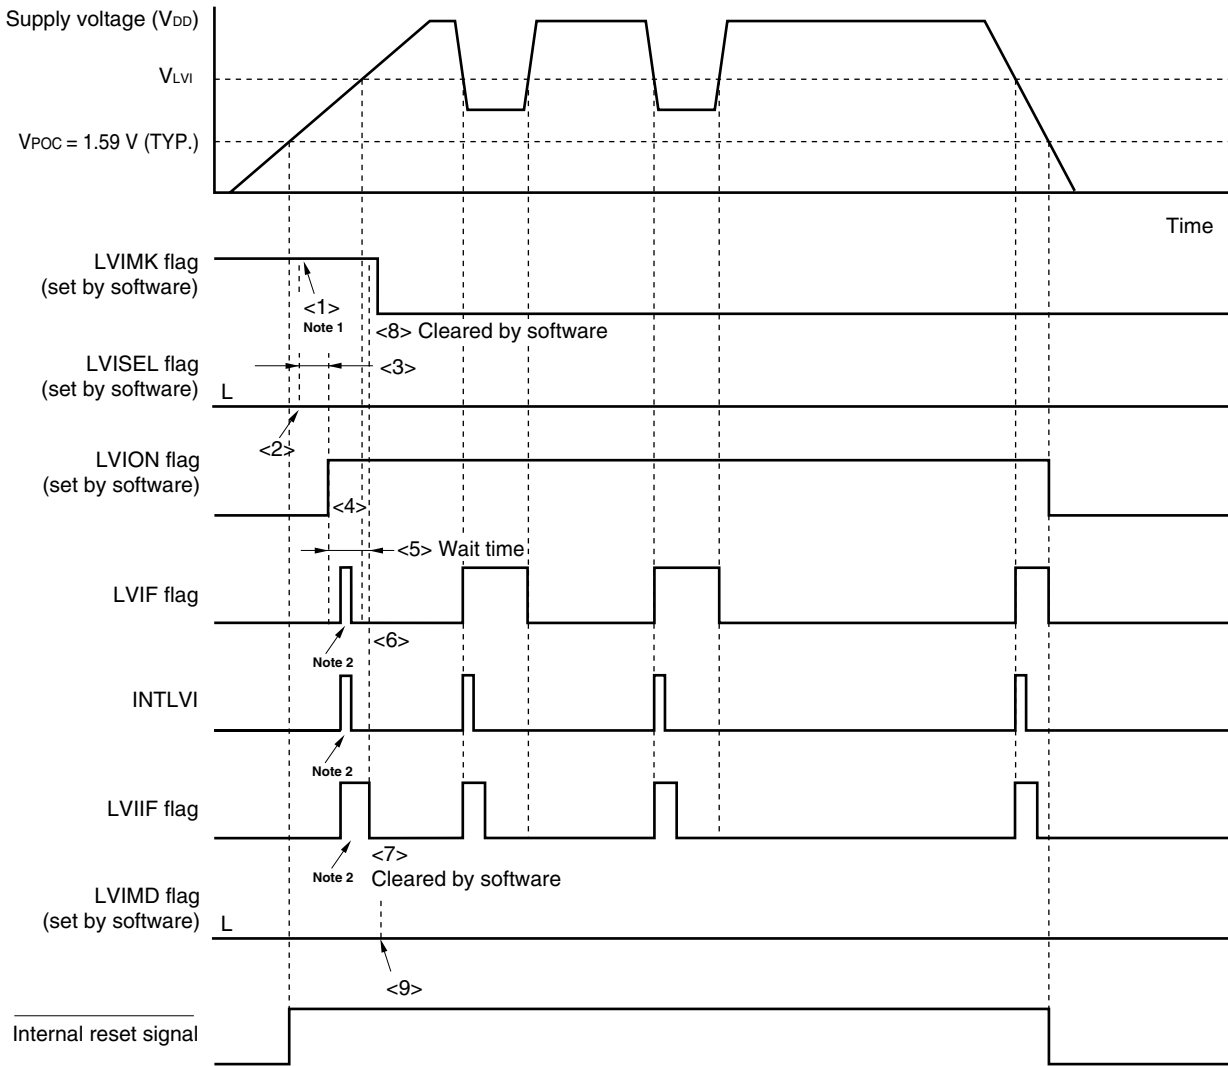 Supply voltage (VDD)
VLVI
VPOC = 1.59 V (TYP.)
Time
LVIMK flag
(set by software)
<1>
Note 1
<8> Cleared by software
LVISEL flag
(set by software)
L
<3>
<2>
LVION flag
(set by software)
<4>
<5> Wait time
LVIF flag
Note 2
<6>
INTLVI
Note 2
LVIIF flag
Note 2
<7>
Cleared by software
LVIMD flag
(set by software)
L
<9>
Internal reset signal